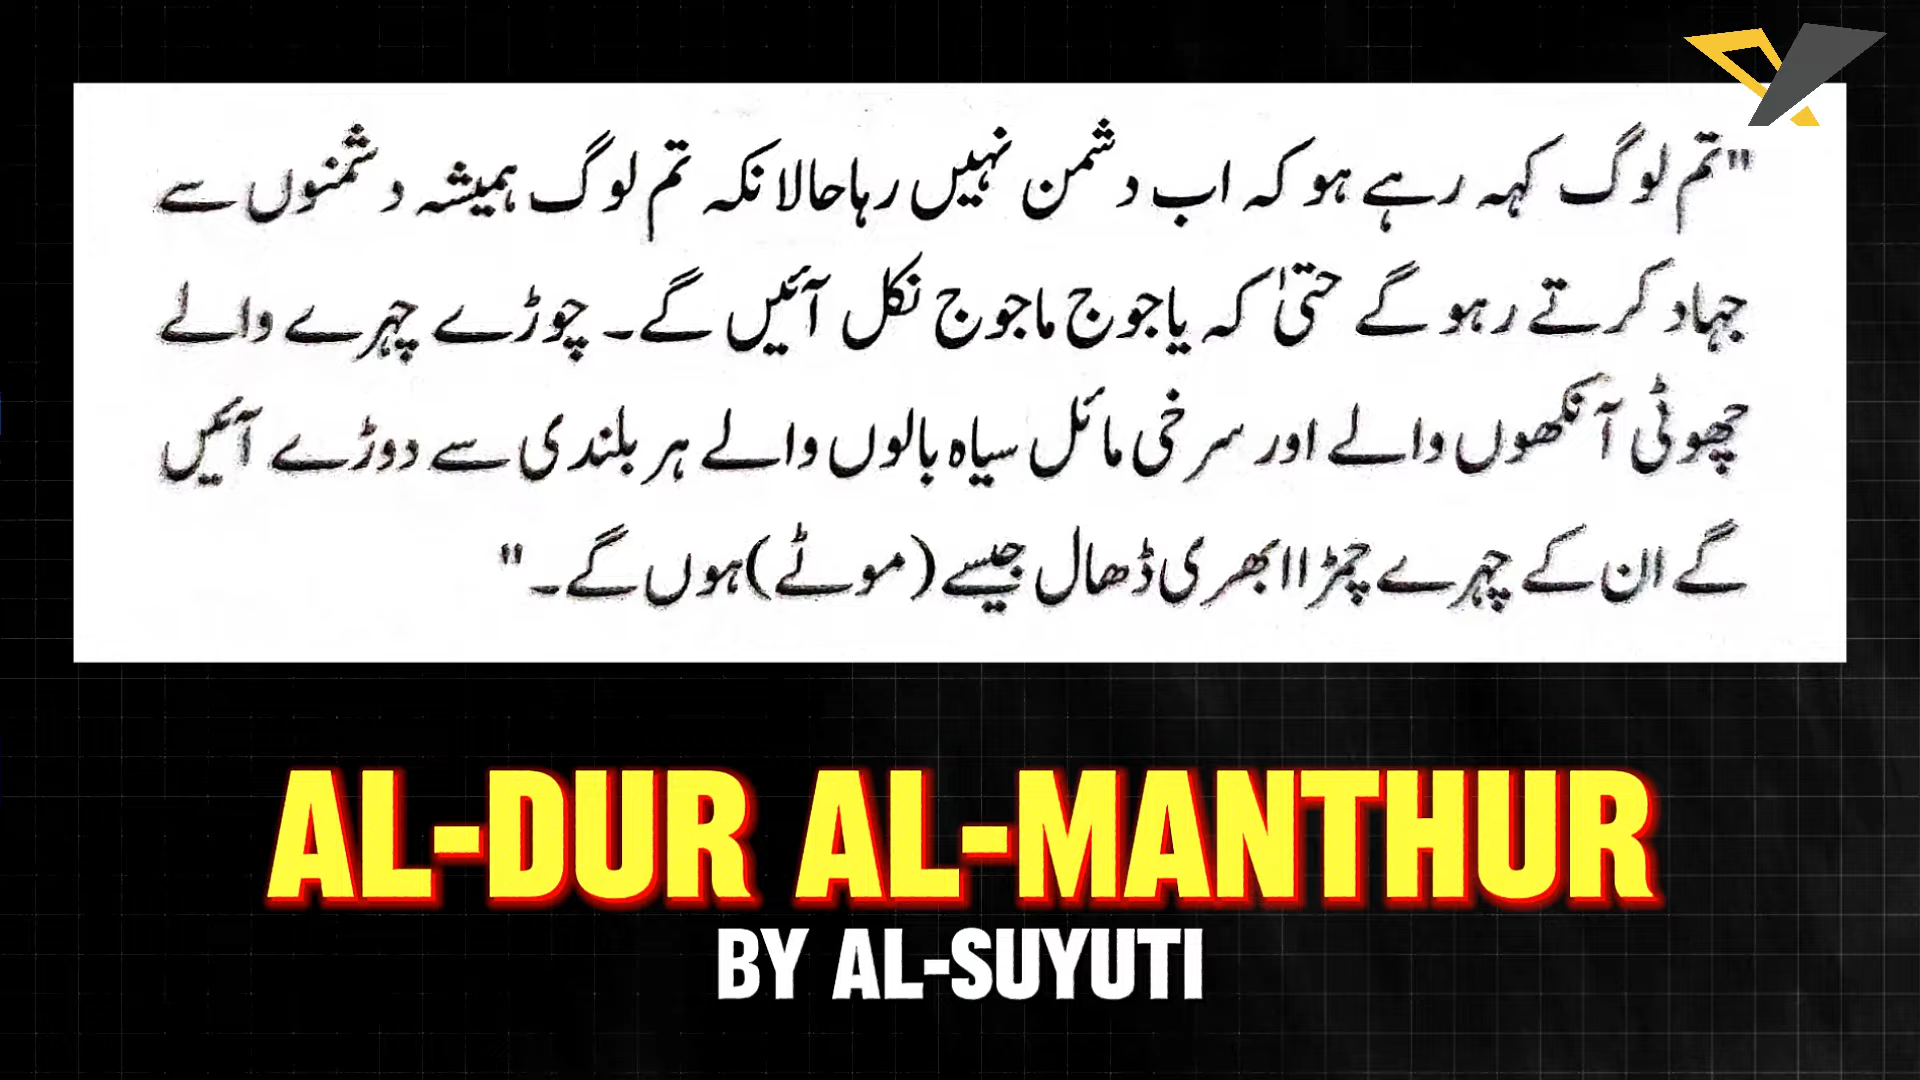 "تم لوگ کہہ رہے ہو کہ اب دشمن نہیں رہا حالانکہ تم لوگ ہمیشہ دشمنوں سے
جہاد کرتے رہو گے حتیٰ کہ یاجوج ماجوج نکل آئیں گے۔ چوڑے چہرے والے
چھوٹی آنکھوں والے اور سرخی مائل سیاہ بالوں والے ہر بلندی سے دوڑے آئیں
گے ان کے چہرے چمڑا ابھری ڈھال جیسے (موٹے) ہوں گے۔"
AL-DUR AL-MANTHUR
BY AL-SUYUTI